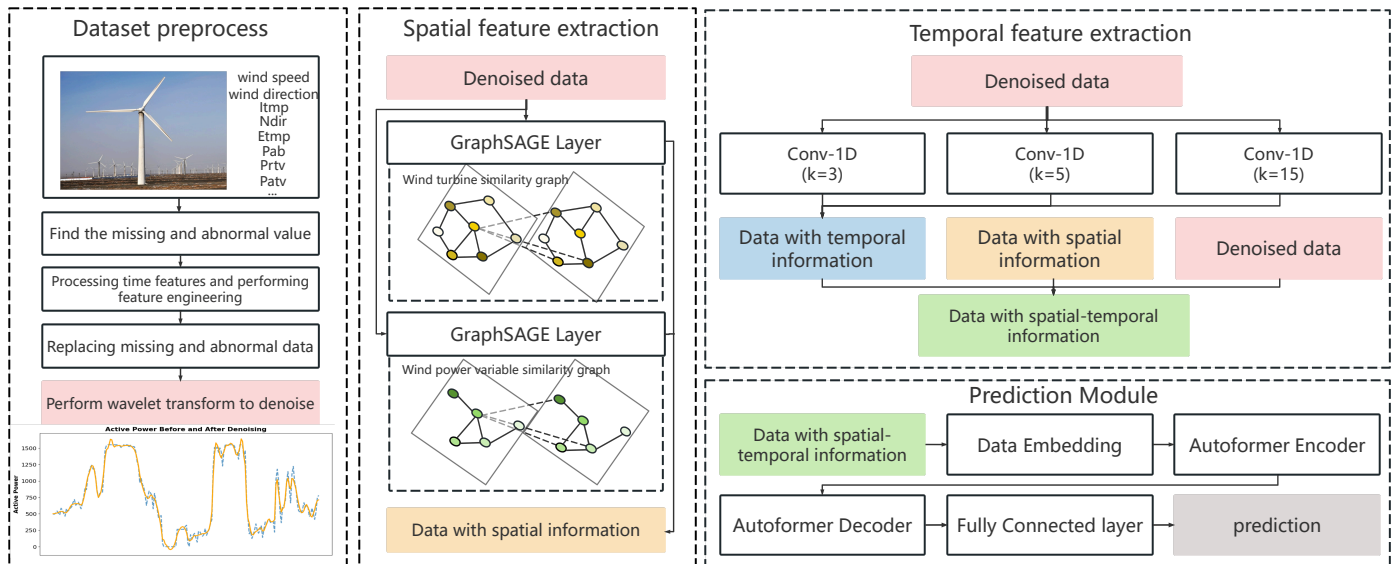 Dataset preprocess
wind speed
wind direction
Itmp
Ndir
Etmp
Pab
Prtv
Patv
...
Find the missing and abnormal value
Processing time features and performing
feature engineering
Replacing missing and abnormal data
Perform wavelet transform to denoise
Active Power Before and After Denoising
Active Power
1500
1250
1000
750
500
250
0
Spatial feature extraction
Denoised data
GraphSAGE Layer
Wind turbine similarity graph
GraphSAGE Layer
Wind power variable similarity graph
Data with spatial information
Temporal feature extraction
Denoised data
Conv-1D
(k=3)
Conv-1D
(k=5)
Conv-1D
(k=15)
Data with temporal
information
Data with spatial
information
Denoised data
Data with spatial-temporal
information
Prediction Module
Data with spatial-
temporal information
Data Embedding
Autoformer Encoder
Autoformer Decoder
Fully Connected layer
prediction